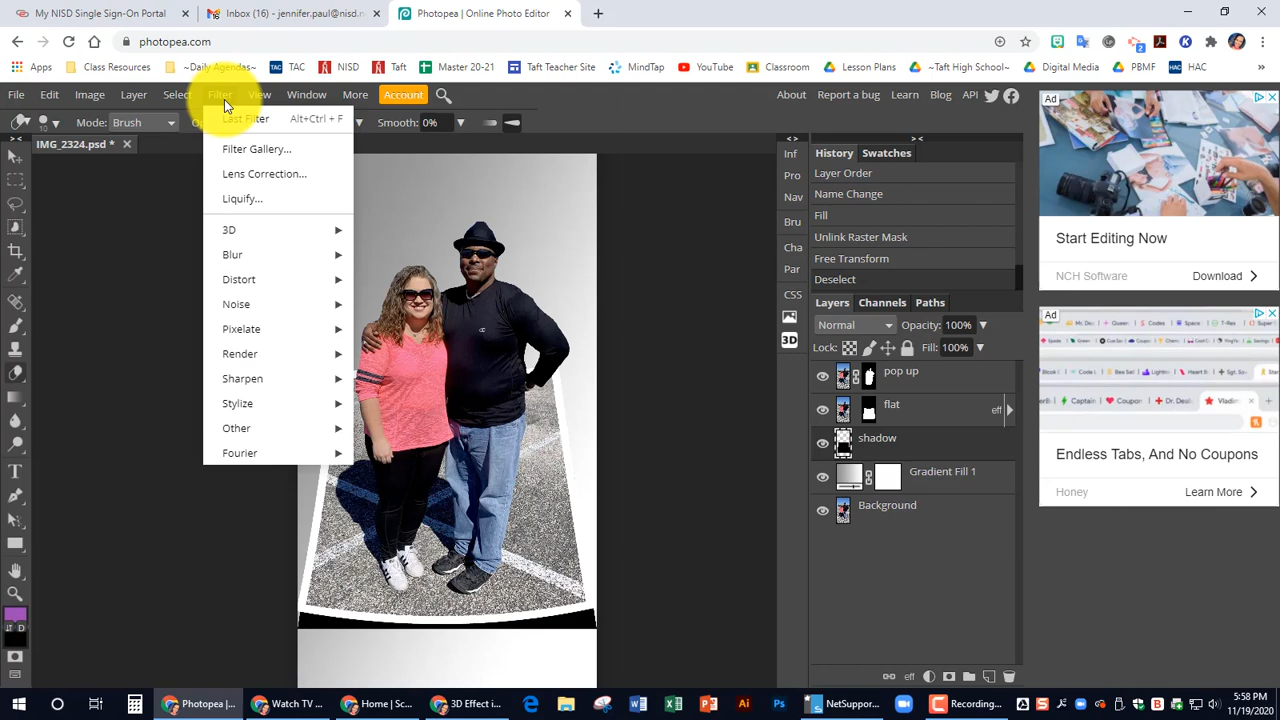 My NISD Single Sign-On Portal
Inbox (16) - jennifer.paul@nisd.n
Photopea | Online Photo Editor
photopea.com
Apps
Class Resources
~Daily Agendas~
TAC
NISD
Taft
Master 20-21
Taft Teacher Site
MindTap
YouTube
Classroom
Lesson Plans
~Taft High School~
Digital Media
PBMF
HAC
»
File Edit Image Layer Select Filter View Window More Account
About Report a bug Learn Blog API
10 Mode: Brush Smooth: 0%
IMG_2324.psd *
Last Filter Alt+Ctrl + F
Filter Gallery...
Lens Correction...
Liquify...
3D
Blur
Distort
Noise
Pixelate
Render
Sharpen
Stylize
Other
Fourier
Inf
Pro
Nav
Bru
Cha
Par
CSS
3D
History Swatches
Layer Order
Name Change
Fill
Unlink Raster Mask
Free Transform
Deselect
Layers Channels Paths
Normal Opacity: 100%
Lock: Fill: 100%
pop up
flat eff
shadow
Gradient Fill 1
Background
eff
D
Ad
Start Editing Now
NCH Software Download
Ad
Endless Tabs, And No Coupons
Honey Learn More
Photopea |...
Watch TV ...
Home | Sc...
3D Effect i...
NetSuppor...
Recording...
5:58 PM
11/19/2020